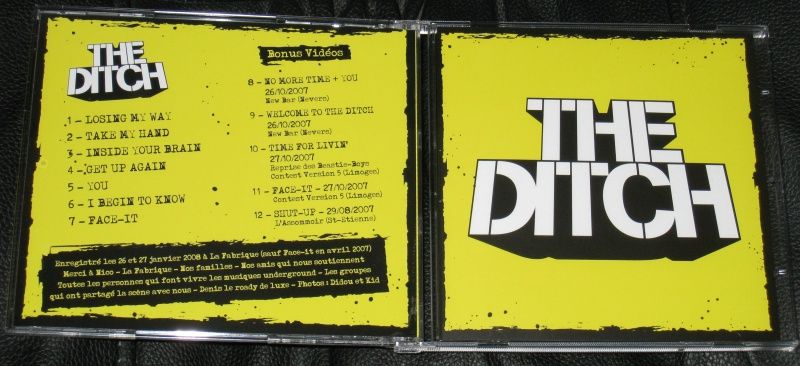 THE
DITCH
1 - LOSING MY WAY
2 - TAKE MY HAND
3 - INSIDE YOUR BRAIN
4 - GET UP AGAIN
5 - YOU
6 - I BEGIN TO KNOW
7 - FACE-IT
Bonus Vidéos
8 - NO MORE TIME + YOU
26/10/2007
New Bar (Nevers)
9 - WELCOME TO THE DITCH
26/10/2007
New Bar (Nevers)
10 - TIME FOR LIVIN'
27/10/2007
Reprise des Beastie-Boys
Contest Version 5 (Limoges)
11 - FACE-IT - 27/10/2007
Contest Version 5 (Limoges)
12 - SHUT-UP - 29/08/2007
l'Assommoir (St-Etienne)
Enregistré les 26 et 27 janvier 2008 à La Fabrique (sauf Face-it en avril 2007)
Merci à Nico - La Fabrique - Nos familles - Nos amis qui nous soutiennent
Toutes les personnes qui font vivre les musiques underground - Les groupes
qui ont partagé la scène avec nous - Denis le roady de luxe - Photos : Didou et Kid
THE
DITCH